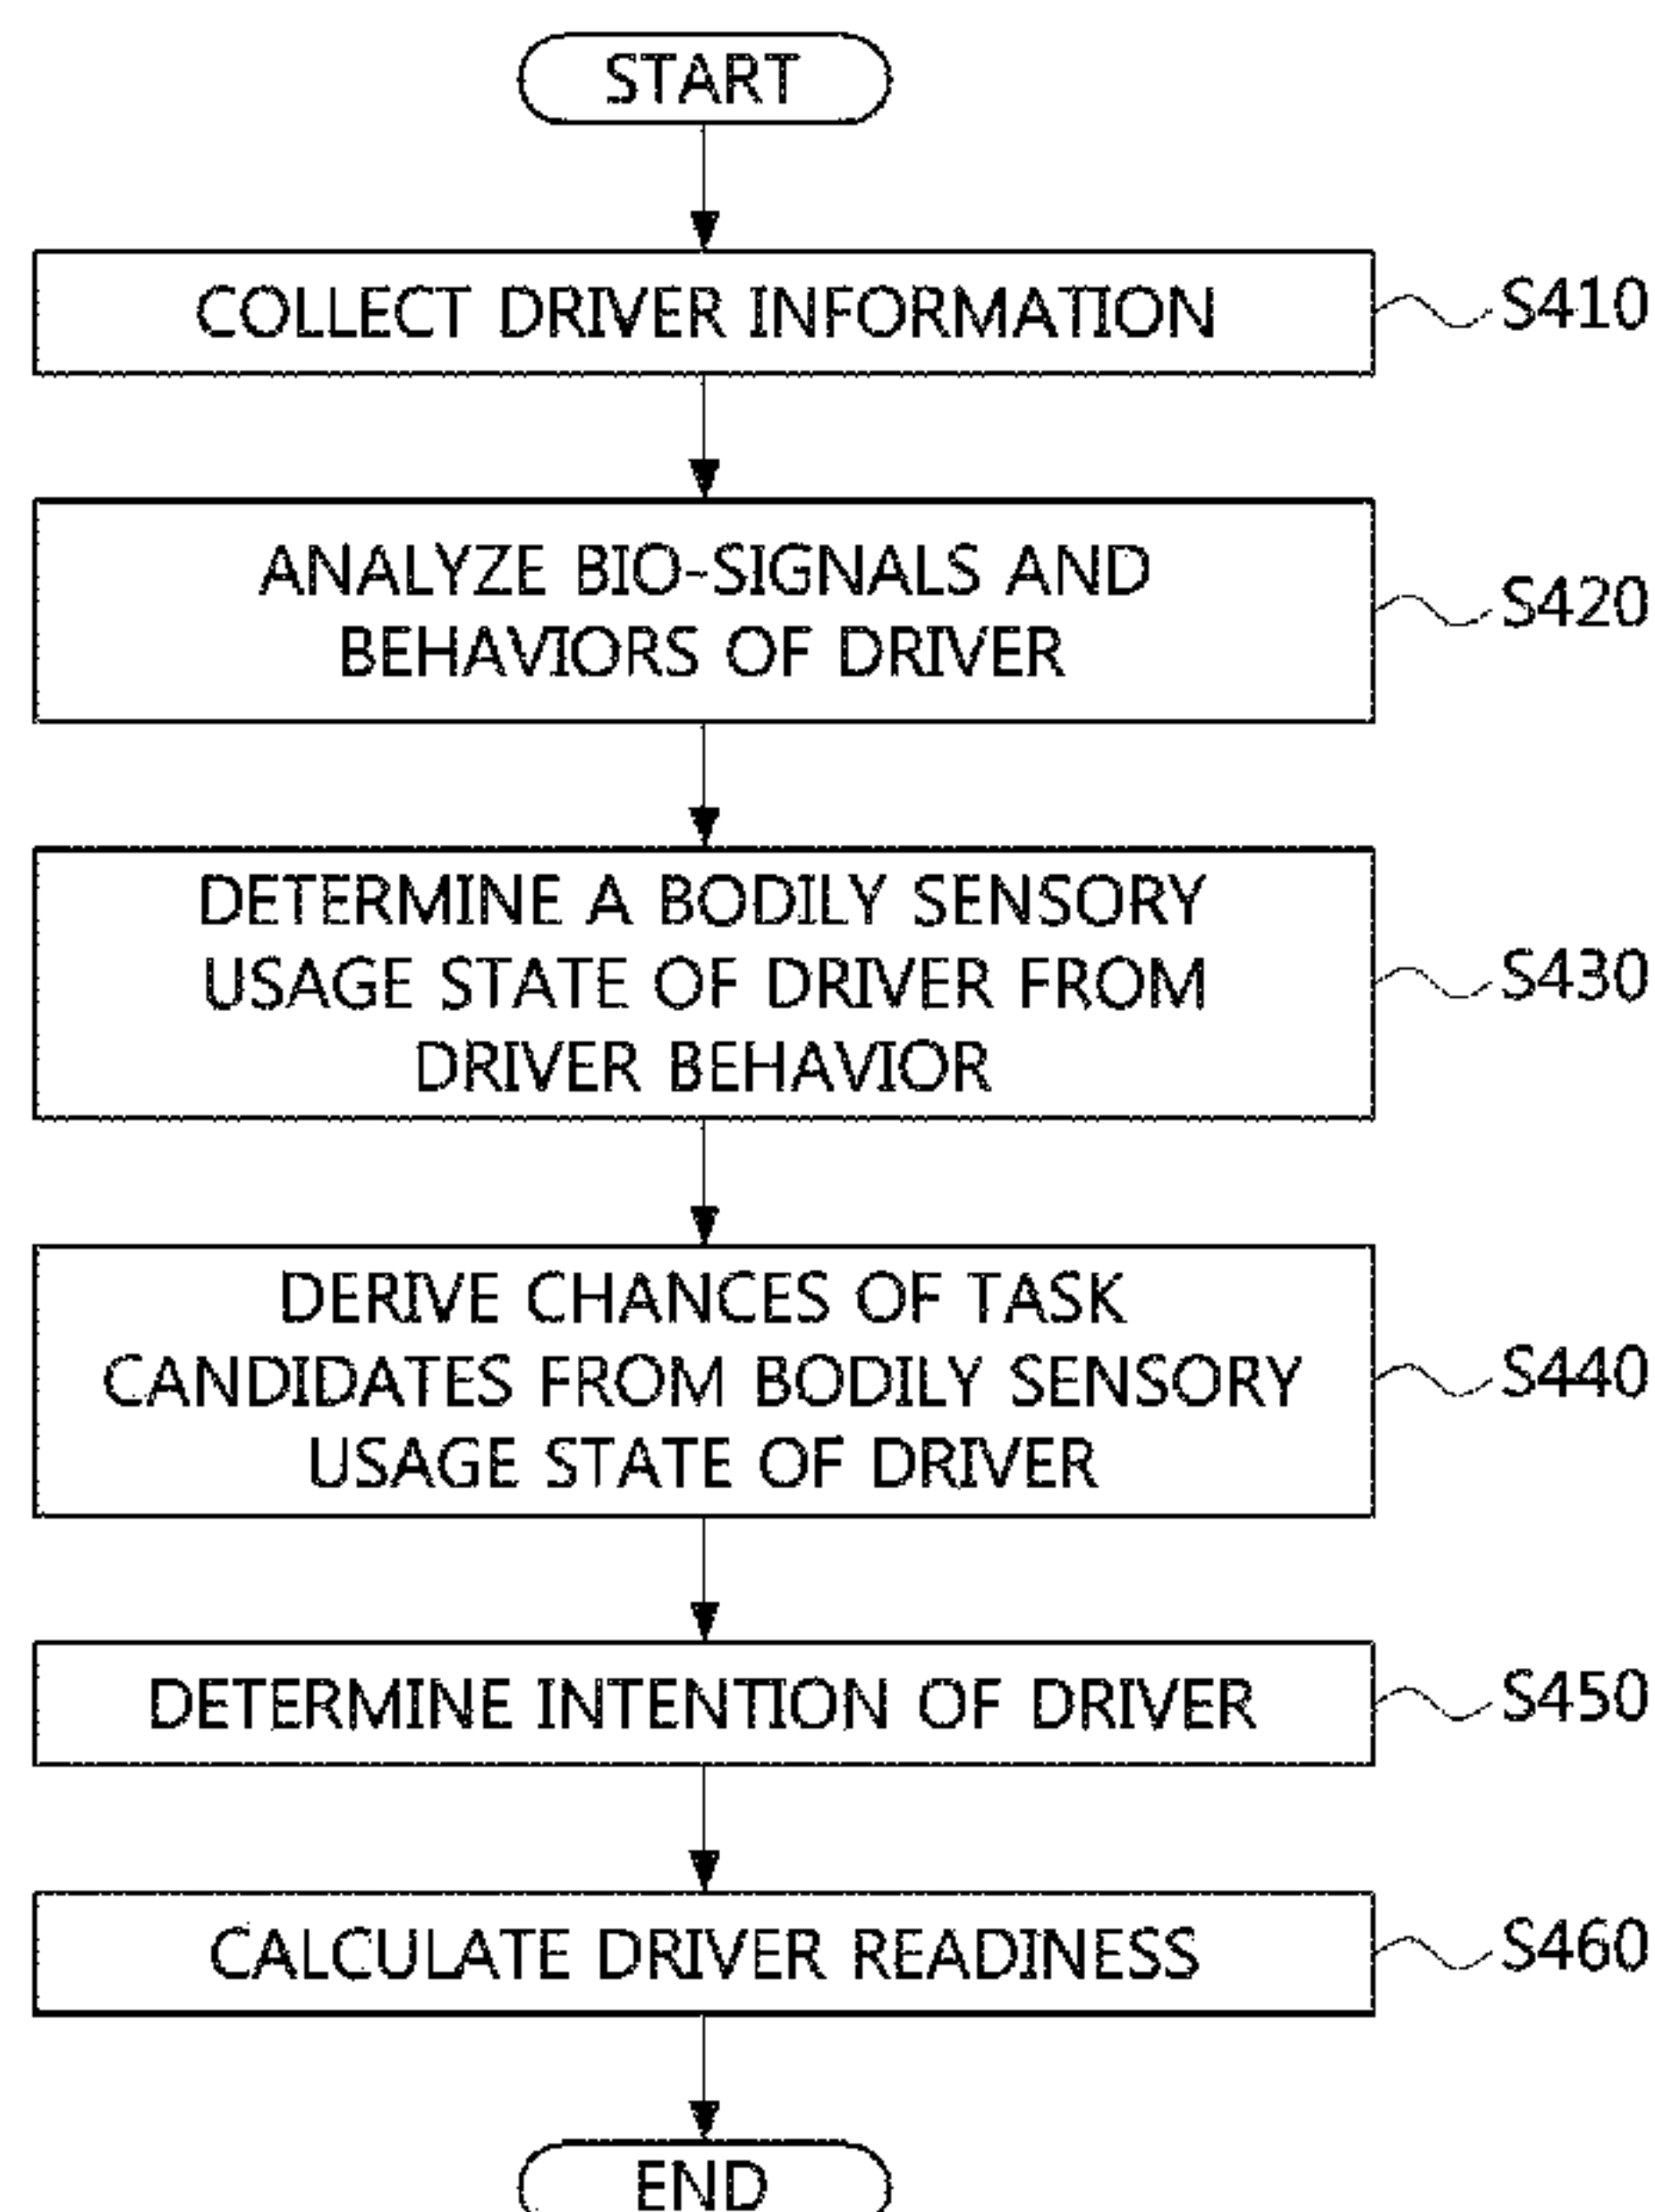 START
COLLECT DRIVER INFORMATION
S410
ANALYZE BIO-SIGNALS AND
BEHAVIORS OF DRIVER
S420
DETERMINE A BODILY SENSORY
USAGE STATE OF DRIVER FROM
DRIVER BEHAVIOR
S430
DERIVE CHANCES OF TASK
CANDIDATES FROM BODILY SENSORY
USAGE STATE OF DRIVER
S440
DETERMINE INTENTION OF DRIVER
S450
CALCULATE DRIVER READINESS
S460
END